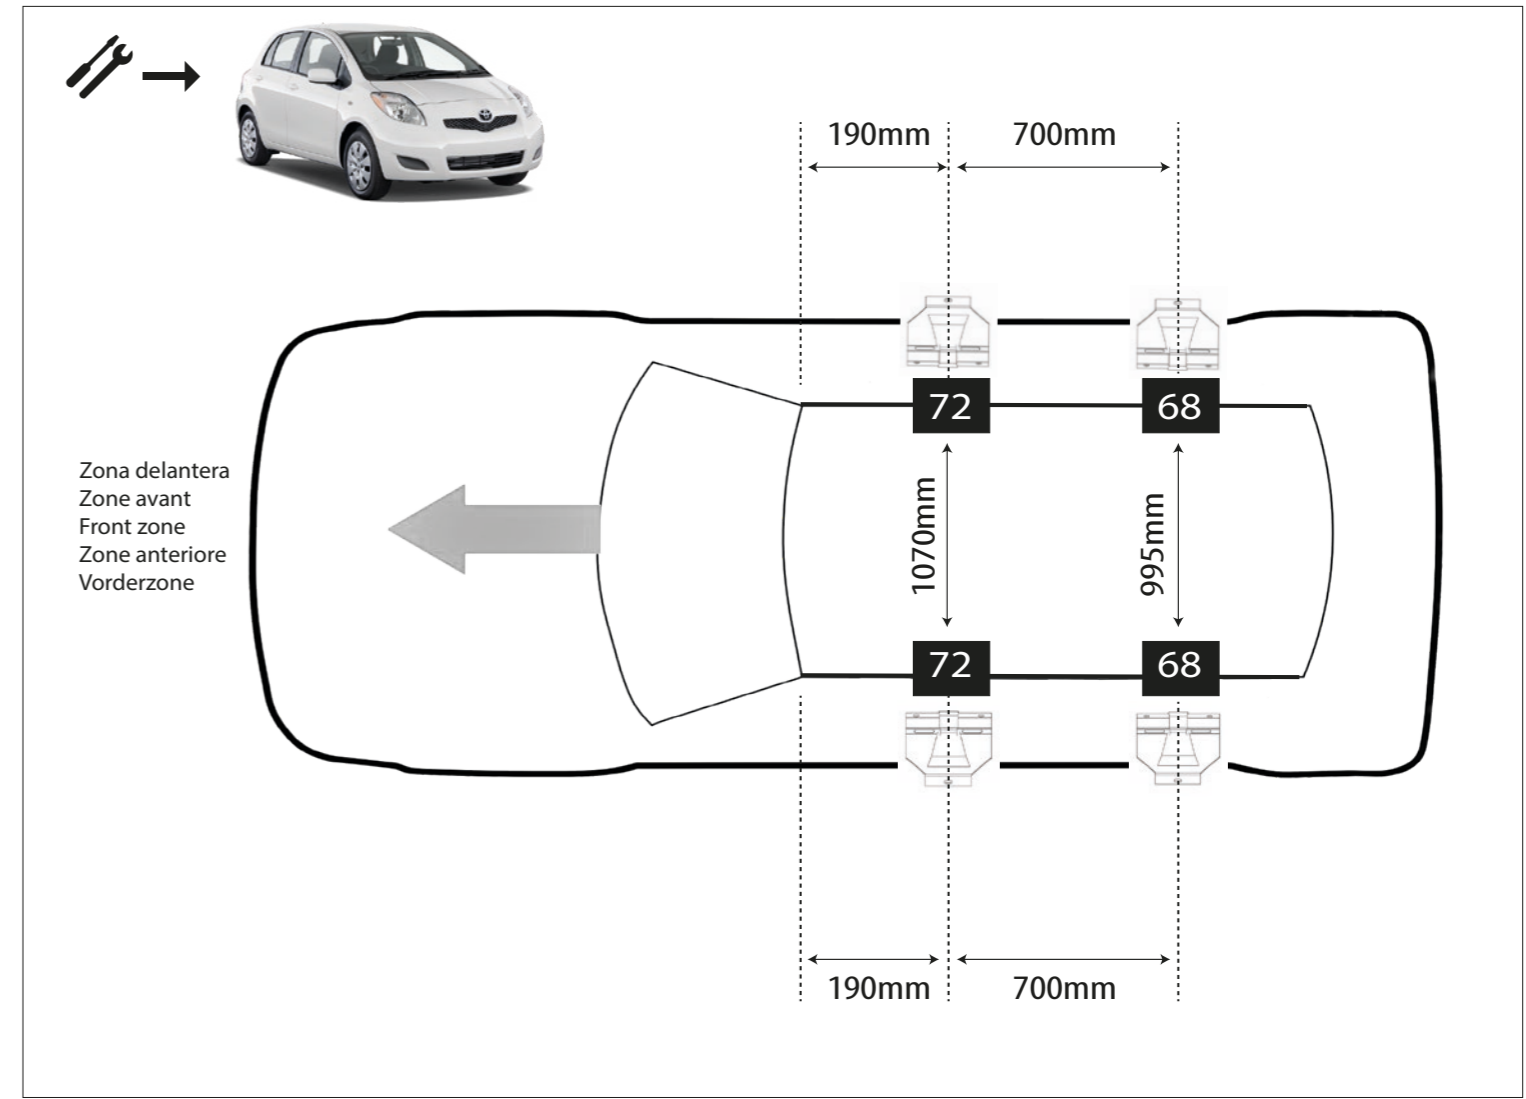 190mm 700mm
72 68
Zona delantera
Zone avant
Front zone
Zone anteriore
Vorderzone
1070mm 995mm
72 68
190mm 700mm